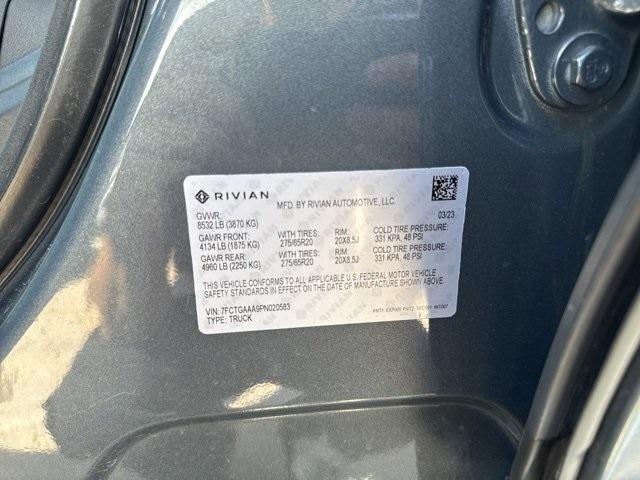 RIVIAN
MFD. BY RIVIAN AUTOMOTIVE, LLC.
03/23
GVWR:
8532 LB (3870 KG)
GAWR FRONT: WITH TIRES: RIM: COLD TIRE PRESSURE:
4134 LB (1875 KG) 275/65R20 20X8.5J 331 KPA, 48 PSI
GAWR REAR: WITH TIRES: RIM: COLD TIRE PRESSURE:
4960 LB (2250 KG) 275/65R20 20X8.5J 331 KPA, 48 PSI
THIS VEHICLE CONFORMS TO ALL APPLICABLE U.S. FEDERAL MOTOR VEHICLE
SAFETY STANDARDS IN EFFECT ON THE DATE OF MANUFACTURE SHOWN ABOVE.
VIN: 7FCTGAAA9PN020583
TYPE: TRUCK